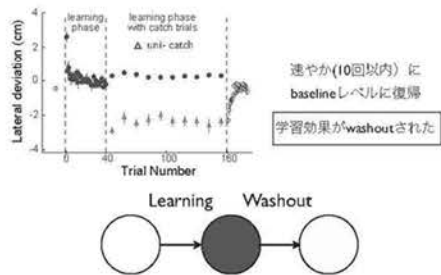 learning phase
learning phase with catch trials
△ uni- catch
Lateral deviation (cm)
4
2
0
-2
-4
0
40
100
160
Trial Number
速やか(10回以内)に
baselineレベルに復帰
学習効果がwashoutされた
Learning
Washout